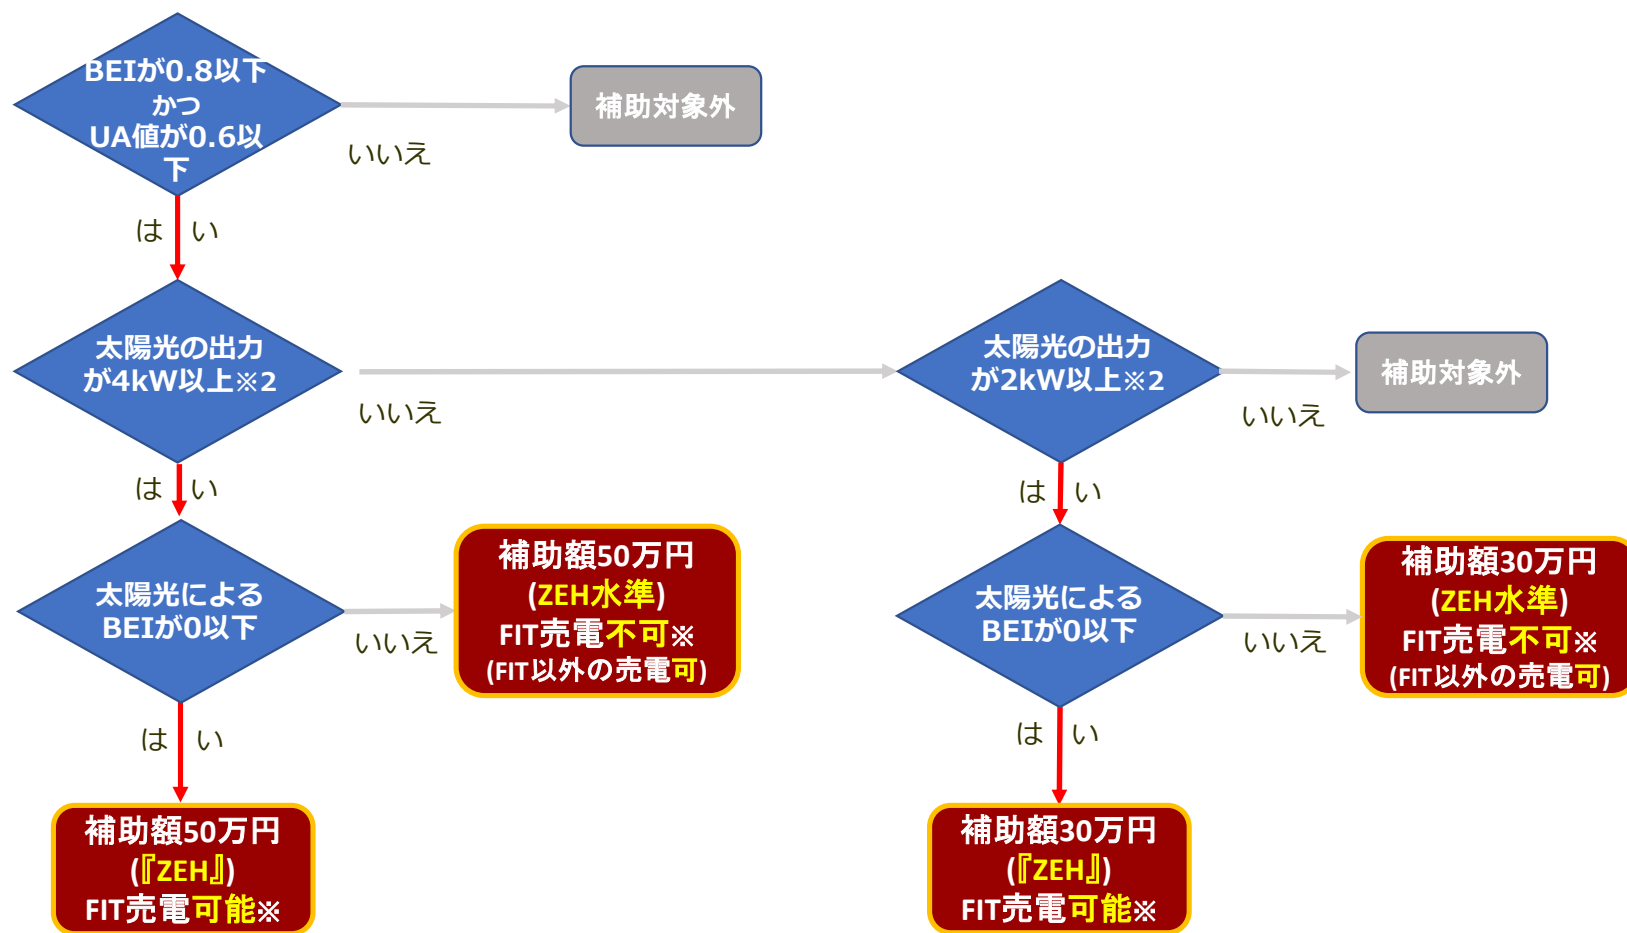 BEIが0.8以下
かつ
UA値が0.6以
下
補助対象外
いいえ
はい
太陽光の出力
が4kW以上※2
いいえ
太陽光の出力
が2kW以上※2
補助対象外
いいえ
はい
はい
太陽光による
BEIが0以下
いいえ
補助額50万円
(ZEH水準)
FIT売電不可※
(FIT以外の売電可)
太陽光による
BEIが0以下
いいえ
補助額30万円
(ZEH水準)
FIT売電不可※
(FIT以外の売電可)
はい
はい
補助額50万円
(『ZEH』)
FIT売電可能※
補助額30万円
(『ZEH』)
FIT売電可能※